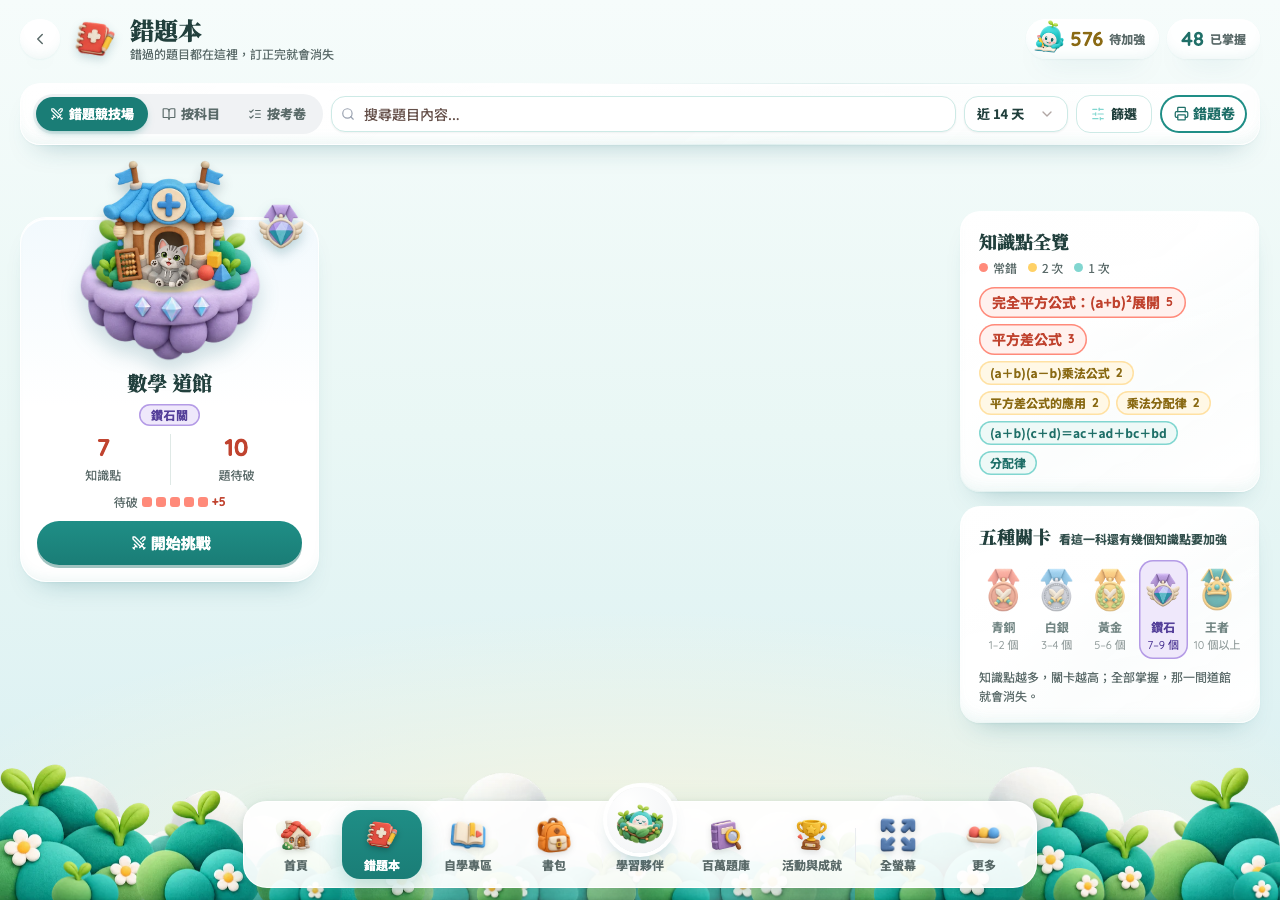 錯題本
錯過的題目都在這裡，訂正完就會消失
576 待加強
48 已掌握
錯題競技場
按科目
按考卷
搜尋題目內容...
近 14 天
篩選
錯題卷
數學 道館
鑽石關
7
知識點
10
題待破
待破 +5
開始挑戰
知識點全覽
常錯 2 次 1 次
完全平方公式：(a+b)²展開 5
平方差公式 3
(a＋b)(a－b)乘法公式 2
平方差公式的應用 2
乘法分配律 2
(a＋b)(c＋d)＝ac＋ad＋bc＋bd
分配律
五種關卡 看這一科還有幾個知識點要加強
青銅
1–2 個
白銀
3–4 個
黃金
5–6 個
鑽石
7–9 個
王者
10 個以上
知識點越多，關卡越高；全部掌握，那一間道館
就會消失。
首頁
錯題本
自學專區
書包
學習夥伴
百萬題庫
活動與成就
全螢幕
更多